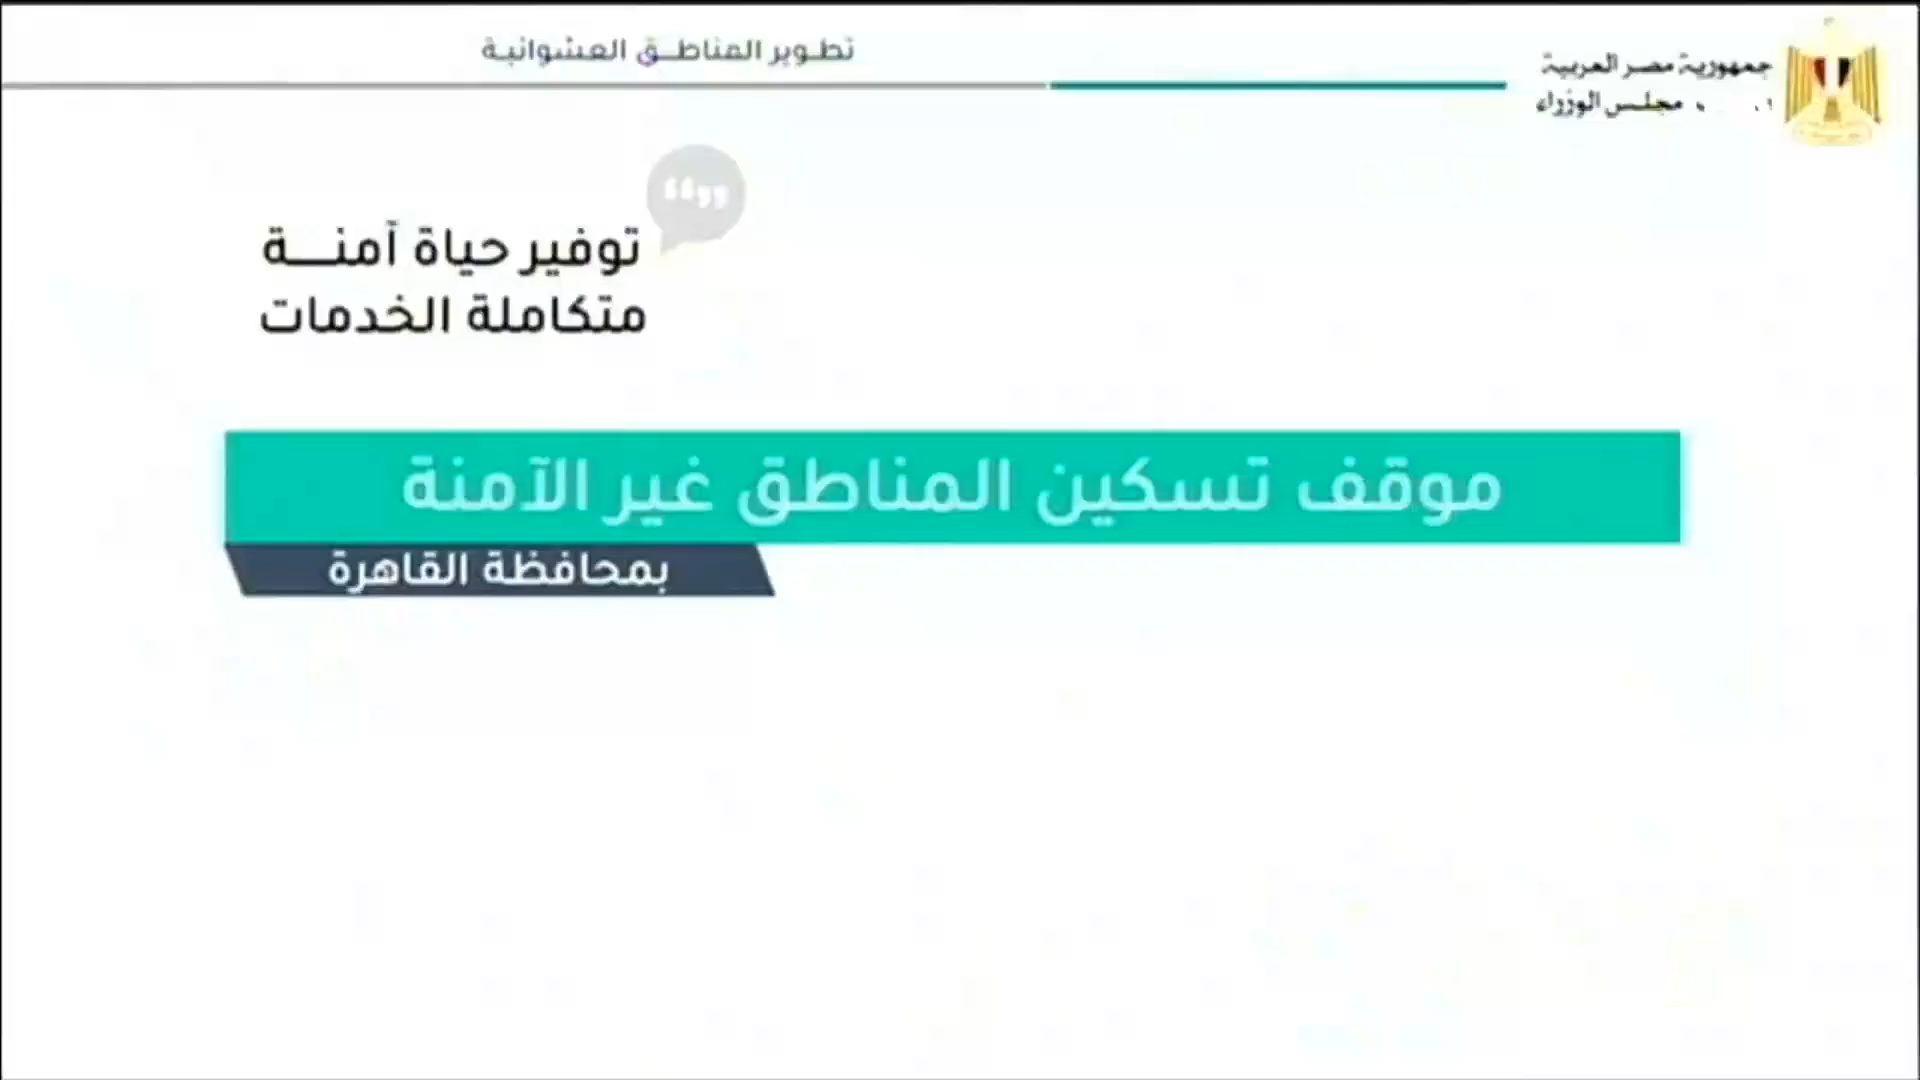 جمهورية مصر العربية
مجلس الوزراء
تطوير المناطق العشوائية
توفير حياة آمنة
متكاملة الخدمات
موقف تسكين المناطق غير الآمنة
بمحافظة القاهرة